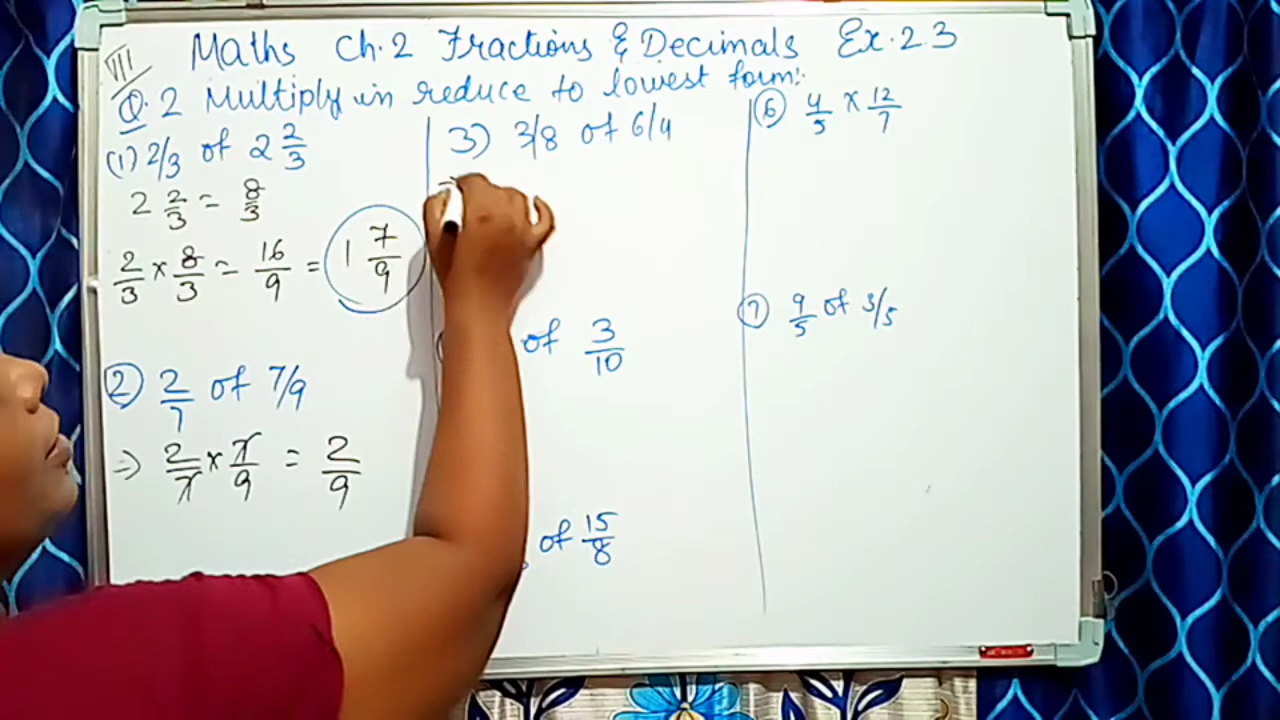 VII
Maths Ch.2 Fractions & Decimals Ex.2.3
Q.2 Multiply in reduce to lowest form:
(1) 2/3 of 2 2/3
2 2/3 = 8/3
2/3 × 8/3 = 16/9 = 1 7/9
② 2/7 of 7/9
⇒ 2/7 × 7/9 = 2/9
3) 3/8 of 6/4
of 3/10
of 15/8
⑥ 4/5 × 12/7
⑦ 9/5 of 3/5